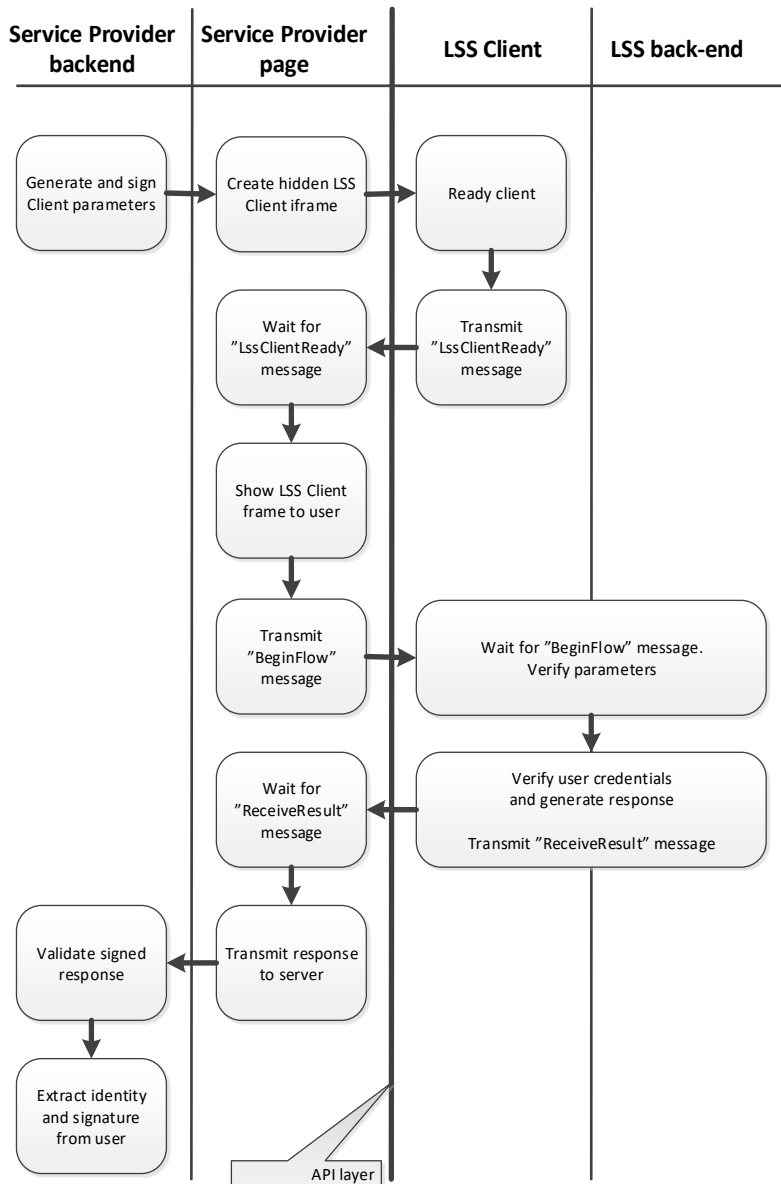 Service Provider
backend
Service Provider
page
LSS Client
LSS back-end
Generate and sign
Client parameters
Create hidden LSS
Client iframe
Ready client
Wait for
”LssClientReady”
message
Transmit
”LssClientReady”
message
Show LSS Client
frame to user
Transmit
”BeginFlow”
message
Wait for ”BeginFlow” message.
Verify parameters
Wait for
”ReceiveResult”
message
Verify user credentials
and generate response
Transmit ”ReceiveResult” message
Validate signed
response
Transmit response
to server
Extract identity
and signature
from user
API layer